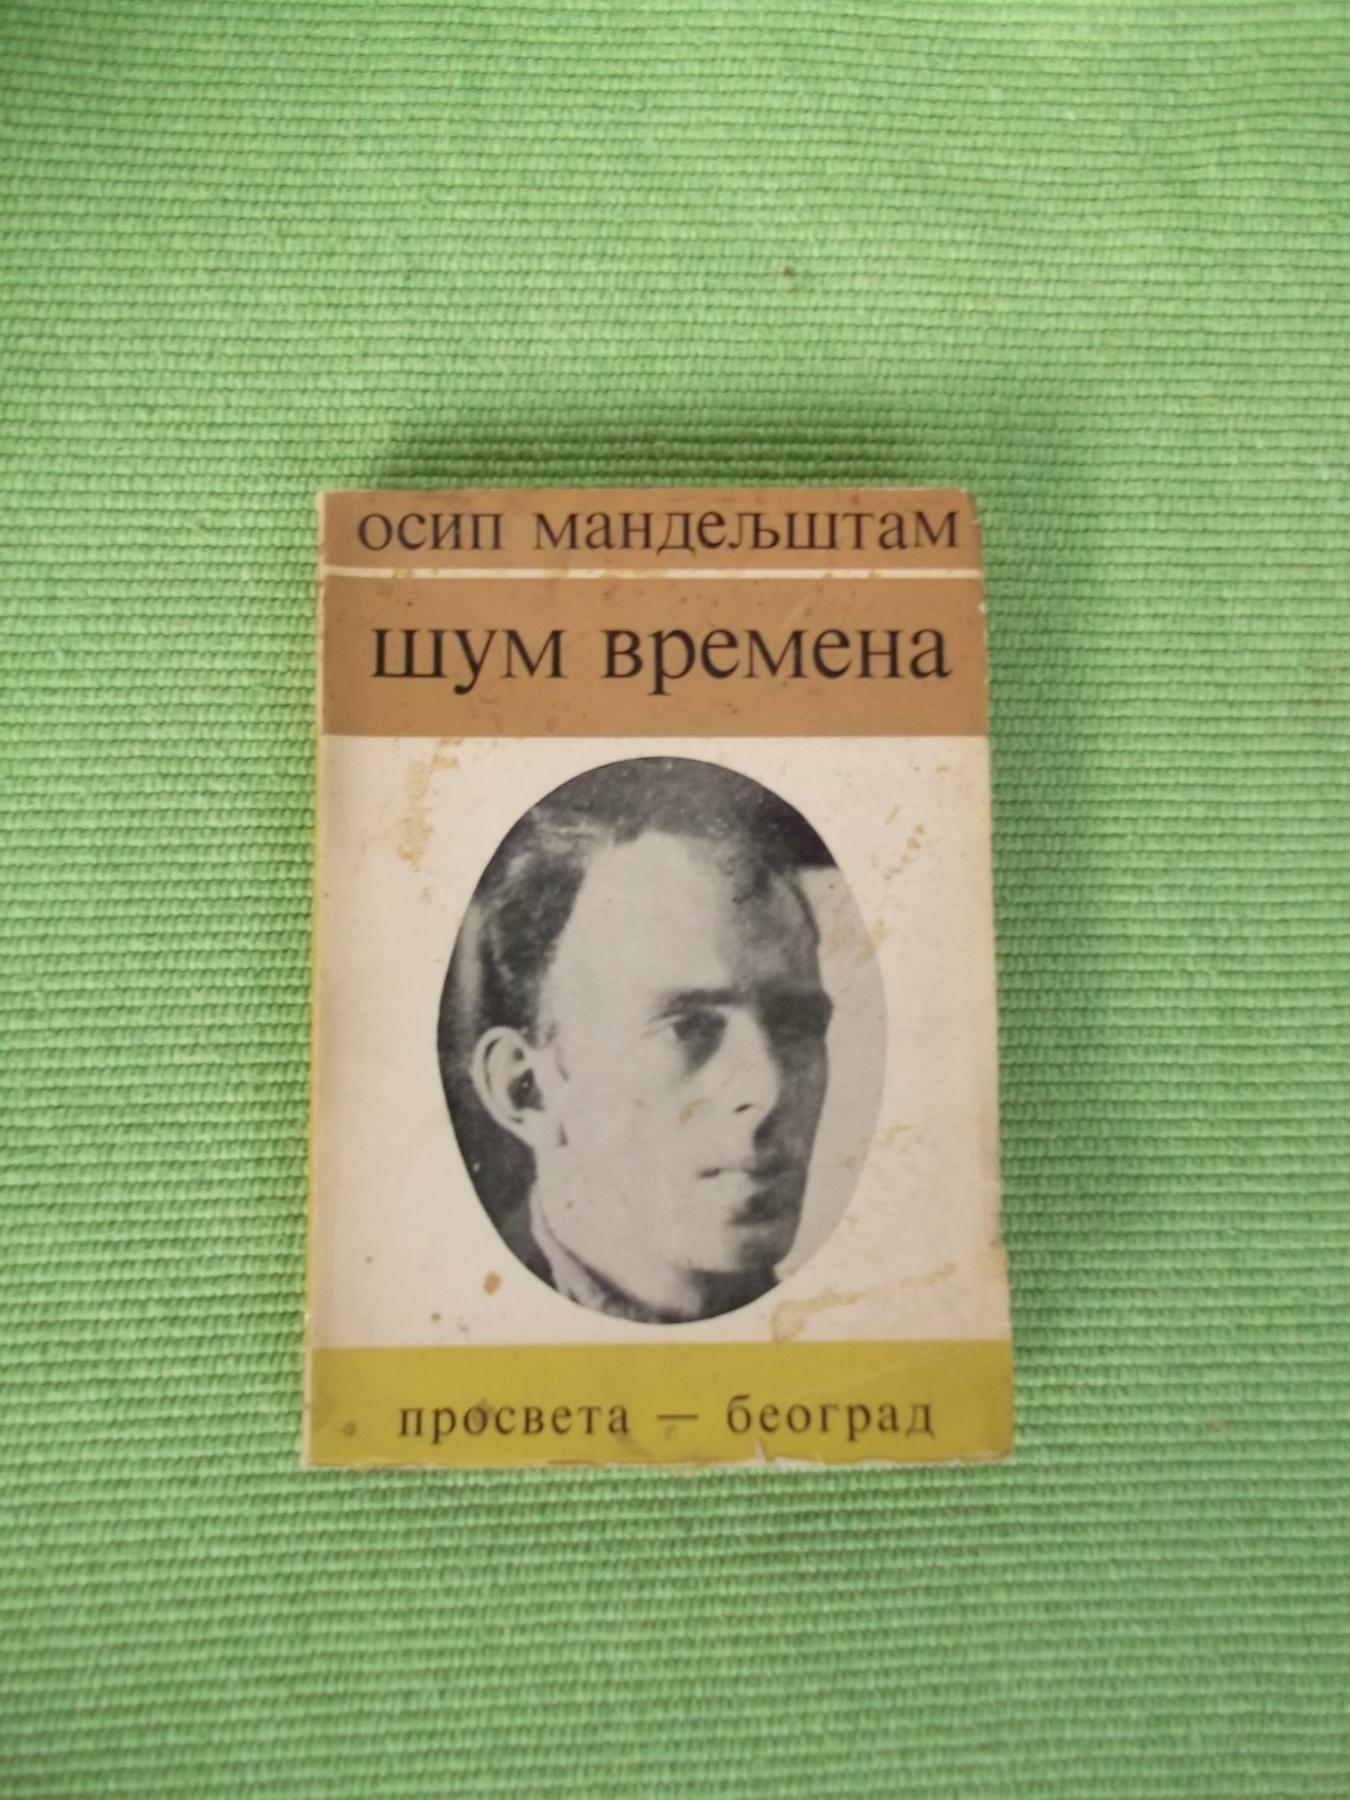 осип мандељштам
шум времена
просвета — београд